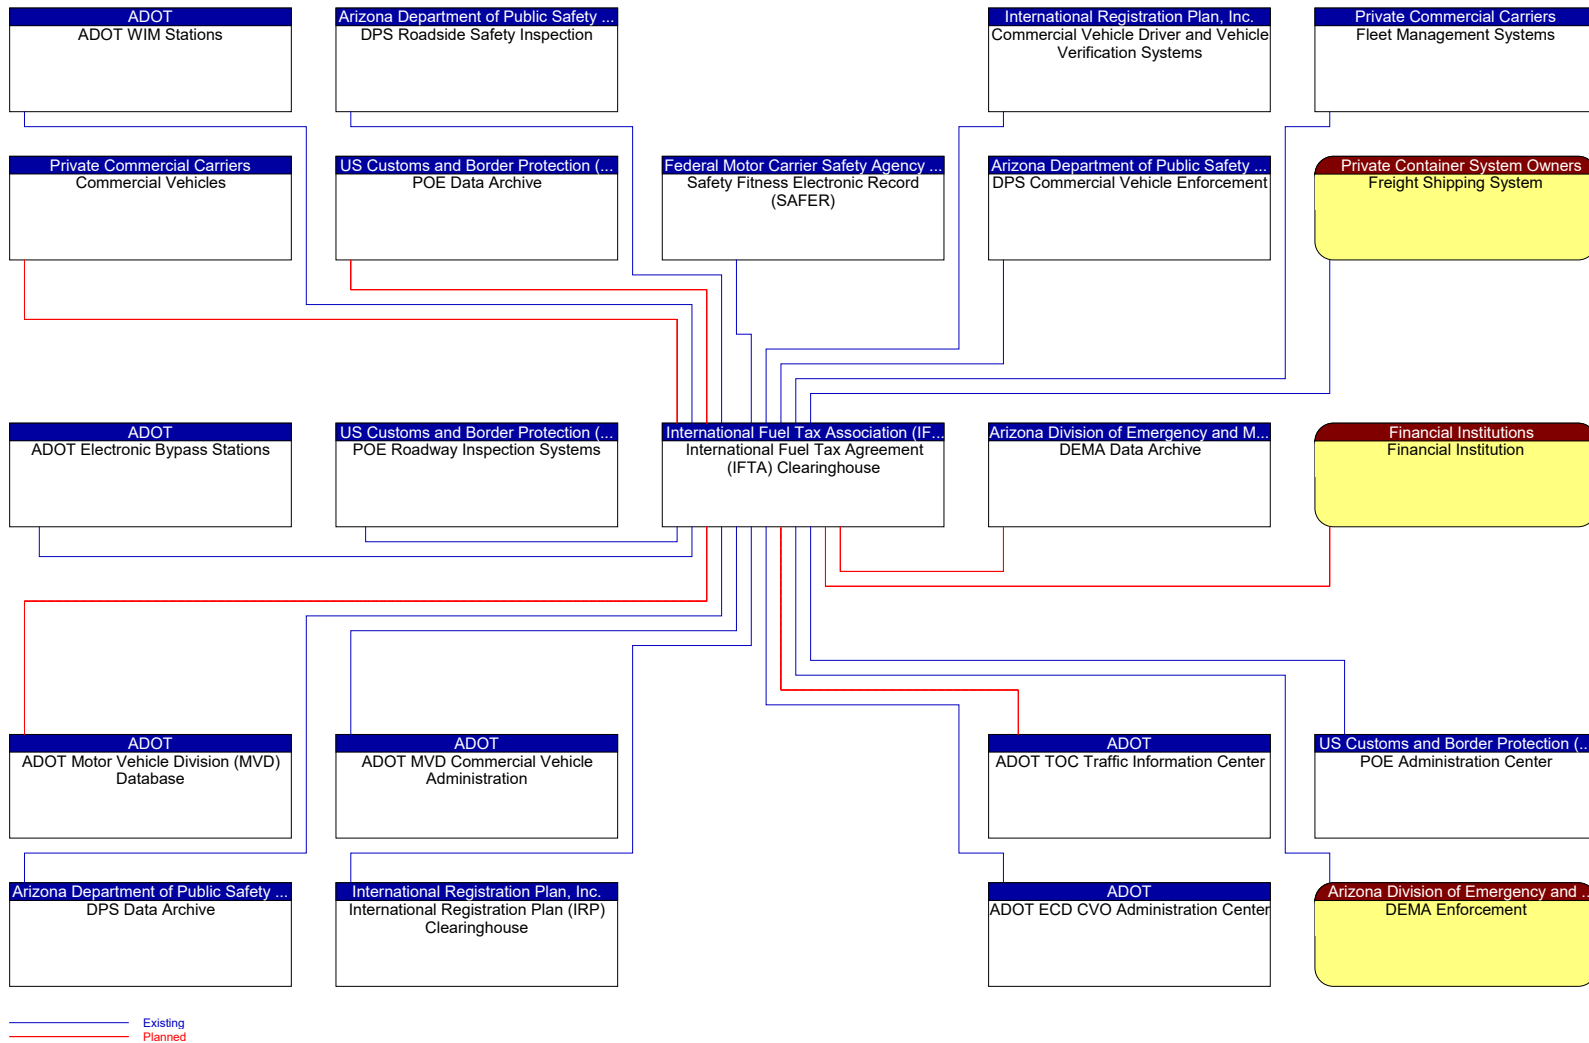 ADOT
ADOT WIM Stations
Arizona Department of Public Safety ...
DPS Roadside Safety Inspection
International Registration Plan, Inc.
Commercial Vehicle Driver and Vehicle
Verification Systems
Private Commercial Carriers
Fleet Management Systems
Private Commercial Carriers
Commercial Vehicles
US Customs and Border Protection (...
POE Data Archive
Federal Motor Carrier Safety Agency ...
Safety Fitness Electronic Record
(SAFER)
Arizona Department of Public Safety ...
DPS Commercial Vehicle Enforcement
Private Container System Owners
Freight Shipping System
ADOT
ADOT Electronic Bypass Stations
US Customs and Border Protection (...
POE Roadway Inspection Systems
International Fuel Tax Association (IF...
International Fuel Tax Agreement
(IFTA) Clearinghouse
Arizona Division of Emergency and M...
DEMA Data Archive
Financial Institutions
Financial Institution
ADOT
ADOT Motor Vehicle Division (MVD)
Database
ADOT
ADOT MVD Commercial Vehicle
Administration
ADOT
ADOT TOC Traffic Information Center
US Customs and Border Protection (...
POE Administration Center
Arizona Department of Public Safety ...
DPS Data Archive
International Registration Plan, Inc.
International Registration Plan (IRP)
Clearinghouse
ADOT
ADOT ECD CVO Administration Center
Arizona Division of Emergency and ...
DEMA Enforcement
Existing
Planned